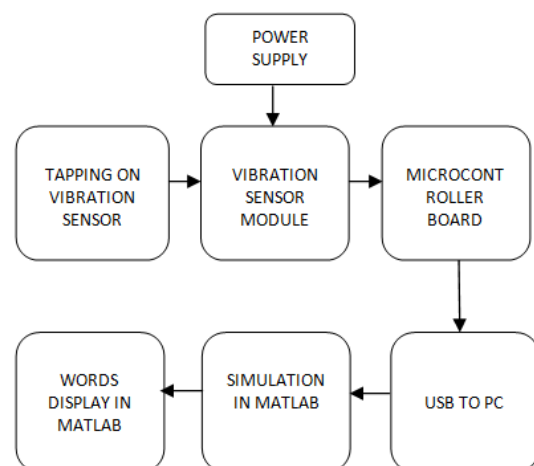 POWER
SUPPLY
TAPPING ON
VIBRATION
SENSOR
VIBRATION
SENSOR
MODULE
MICROCONT
ROLLER
BOARD
WORDS
DISPLAY IN
MATLAB
SIMULATION
IN MATLAB
USB TO PC